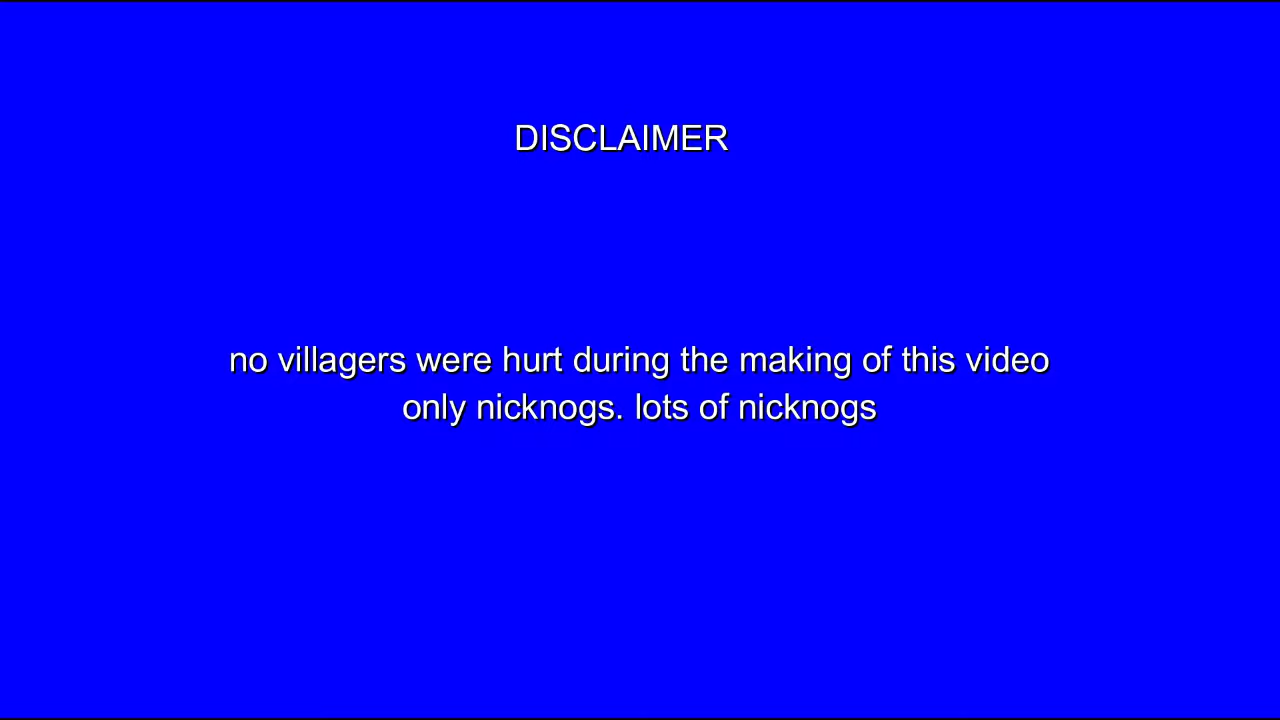 DISCLAIMER
no villagers were hurt during the making of this video
only nicknogs. lots of nicknogs